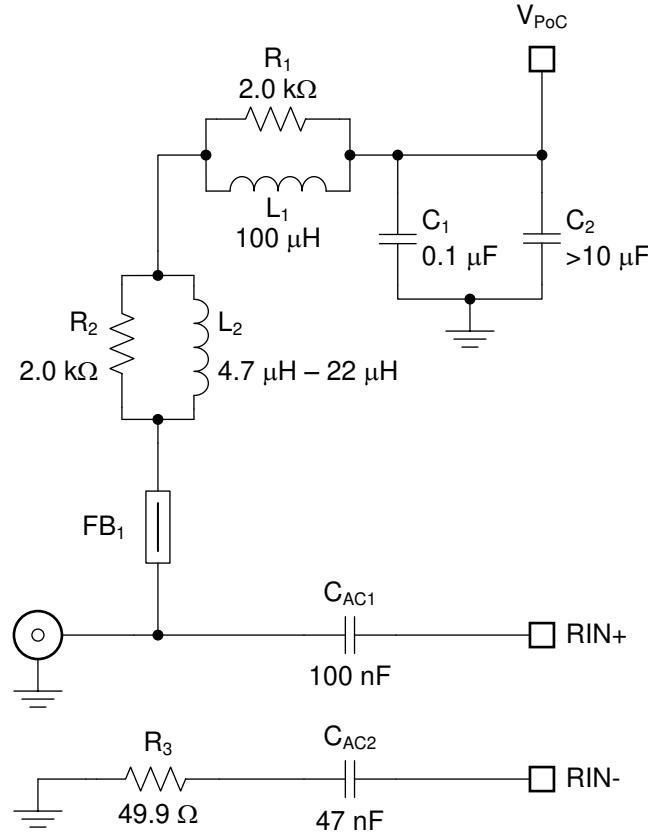 V_PoC
R₁
2.0 kΩ
L₁
100 μH
C₁
0.1 μF
C₂
>10 μF
R₂
2.0 kΩ
L₂
4.7 μH – 22 μH
FB₁
C_AC1
100 nF
RIN+
R₃
49.9 Ω
C_AC2
47 nF
RIN-